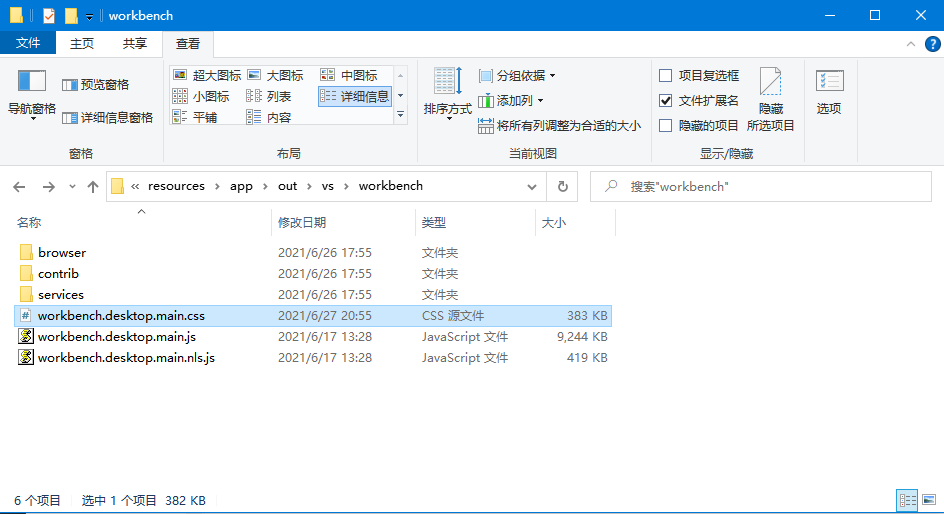 workbench
文件 主页 共享 查看
导航窗格 预览窗格 详细信息窗格 窗格
超大图标 大图标 中图标
小图标 列表 详细信息
平铺 内容
布局
排序方式 分组依据 添加列 将所有列调整为合适的大小 当前视图
项目复选框 文件扩展名 隐藏的项目 隐藏 所选项目 显示/隐藏
选项
« resources › app › out › vs › workbench
搜索"workbench"
名称 修改日期 类型 大小
browser 2021/6/26 17:55 文件夹
contrib 2021/6/26 17:55 文件夹
services 2021/6/26 17:55 文件夹
workbench.desktop.main.css 2021/6/27 20:55 CSS 源文件 383 KB
workbench.desktop.main.js 2021/6/17 13:28 JavaScript 文件 9,244 KB
workbench.desktop.main.nls.js 2021/6/17 13:28 JavaScript 文件 419 KB
6 个项目 选中 1 个项目 382 KB